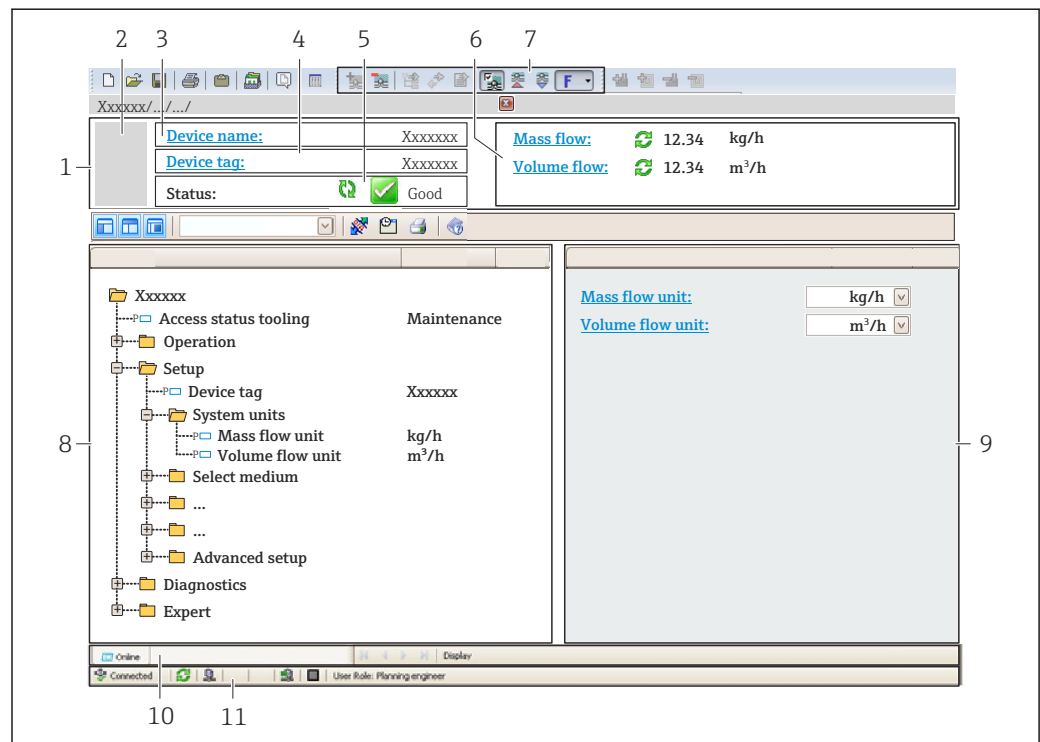 2 3 4 5 6 7
F
Xxxxxx/.../.../
1
Device name: Xxxxxxx
Device tag: Xxxxxxx
Status: Good
Mass flow: 12.34 kg/h
Volume flow: 12.34 m³/h
8
Xxxxxx
Access status tooling Maintenance
Operation
Setup
Device tag Xxxxxx
System units
Mass flow unit kg/h
Volume flow unit m³/h
Select medium
...
...
Advanced setup
Diagnostics
Expert
Mass flow unit: kg/h
Volume flow unit: m³/h
9
Online Display
Connected User Role: Planning engineer
10 11